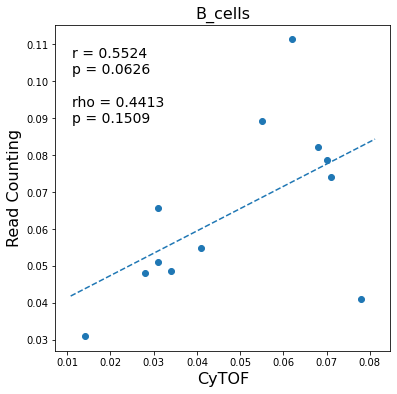 B_cells
r = 0.5524
p = 0.0626
rho = 0.4413
p = 0.1509
Read Counting
0.11
0.10
0.09
0.08
0.07
0.06
0.05
0.04
0.03
0.01 0.02 0.03 0.04 0.05 0.06 0.07 0.08
CyTOF